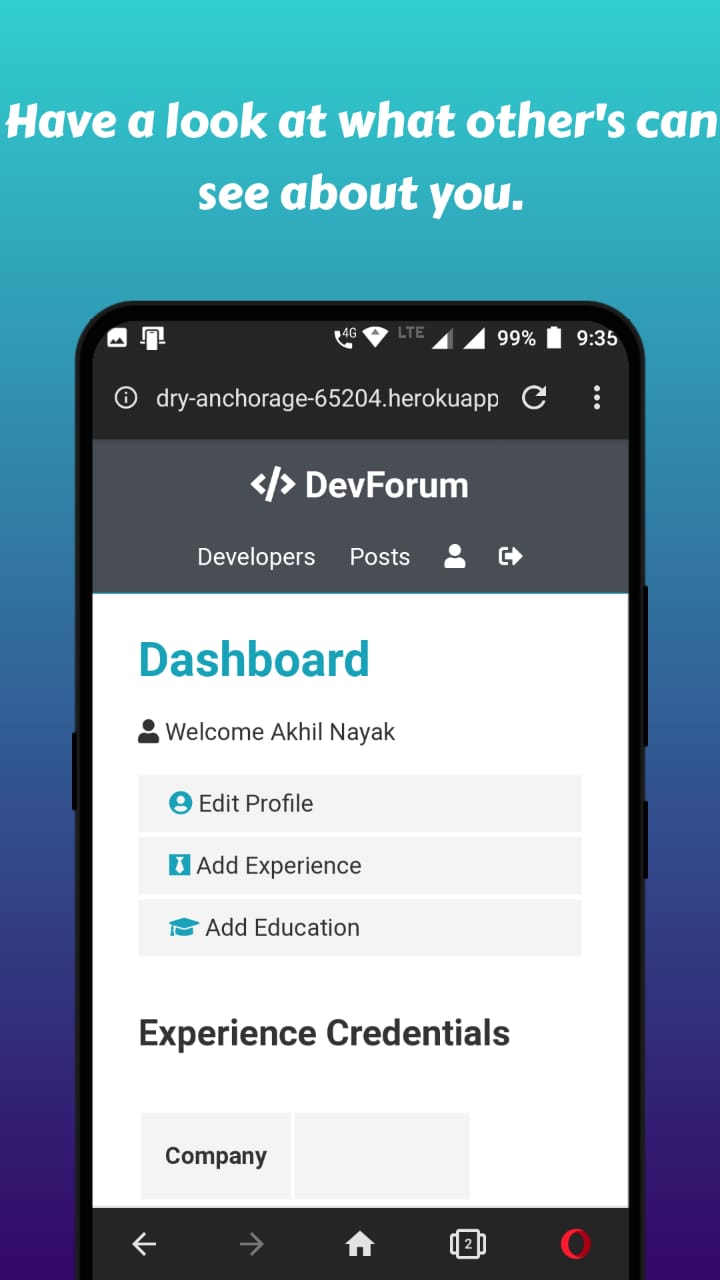 Have a look at what other's can
see about you.
4G LTE 99% 9:35
dry-anchorage-65204.herokuapp
</> DevForum
Developers Posts
Dashboard
Welcome Akhil Nayak
Edit Profile
Add Experience
Add Education
Experience Credentials
Company
2